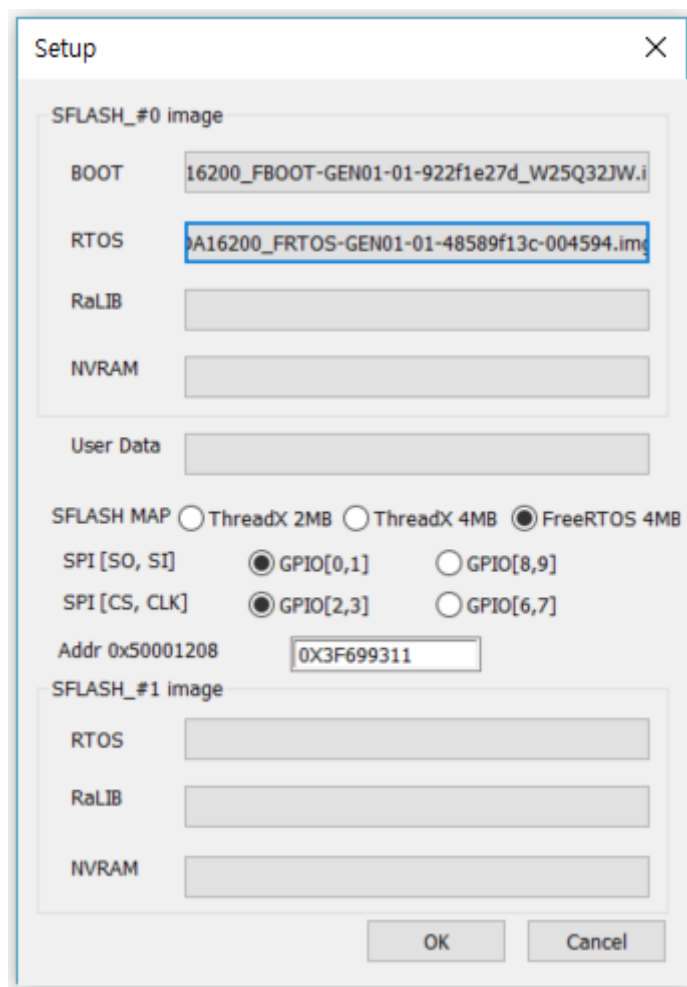 Setup
SFLASH_#0 image
BOOT 16200_FBOOT-GEN01-01-922f1e27d_W25Q32JW.i
RTOS DA16200_FRTOS-GEN01-01-48589f13c-004594.img
RaLIB
NVRAM
User Data
SFLASH MAP ThreadX 2MB ThreadX 4MB FreeRTOS 4MB
SPI [SO, SI] GPIO[0,1] GPIO[8,9]
SPI [CS, CLK] GPIO[2,3] GPIO[6,7]
Addr 0x50001208 0X3F699311
SFLASH_#1 image
RTOS
RaLIB
NVRAM
OK Cancel